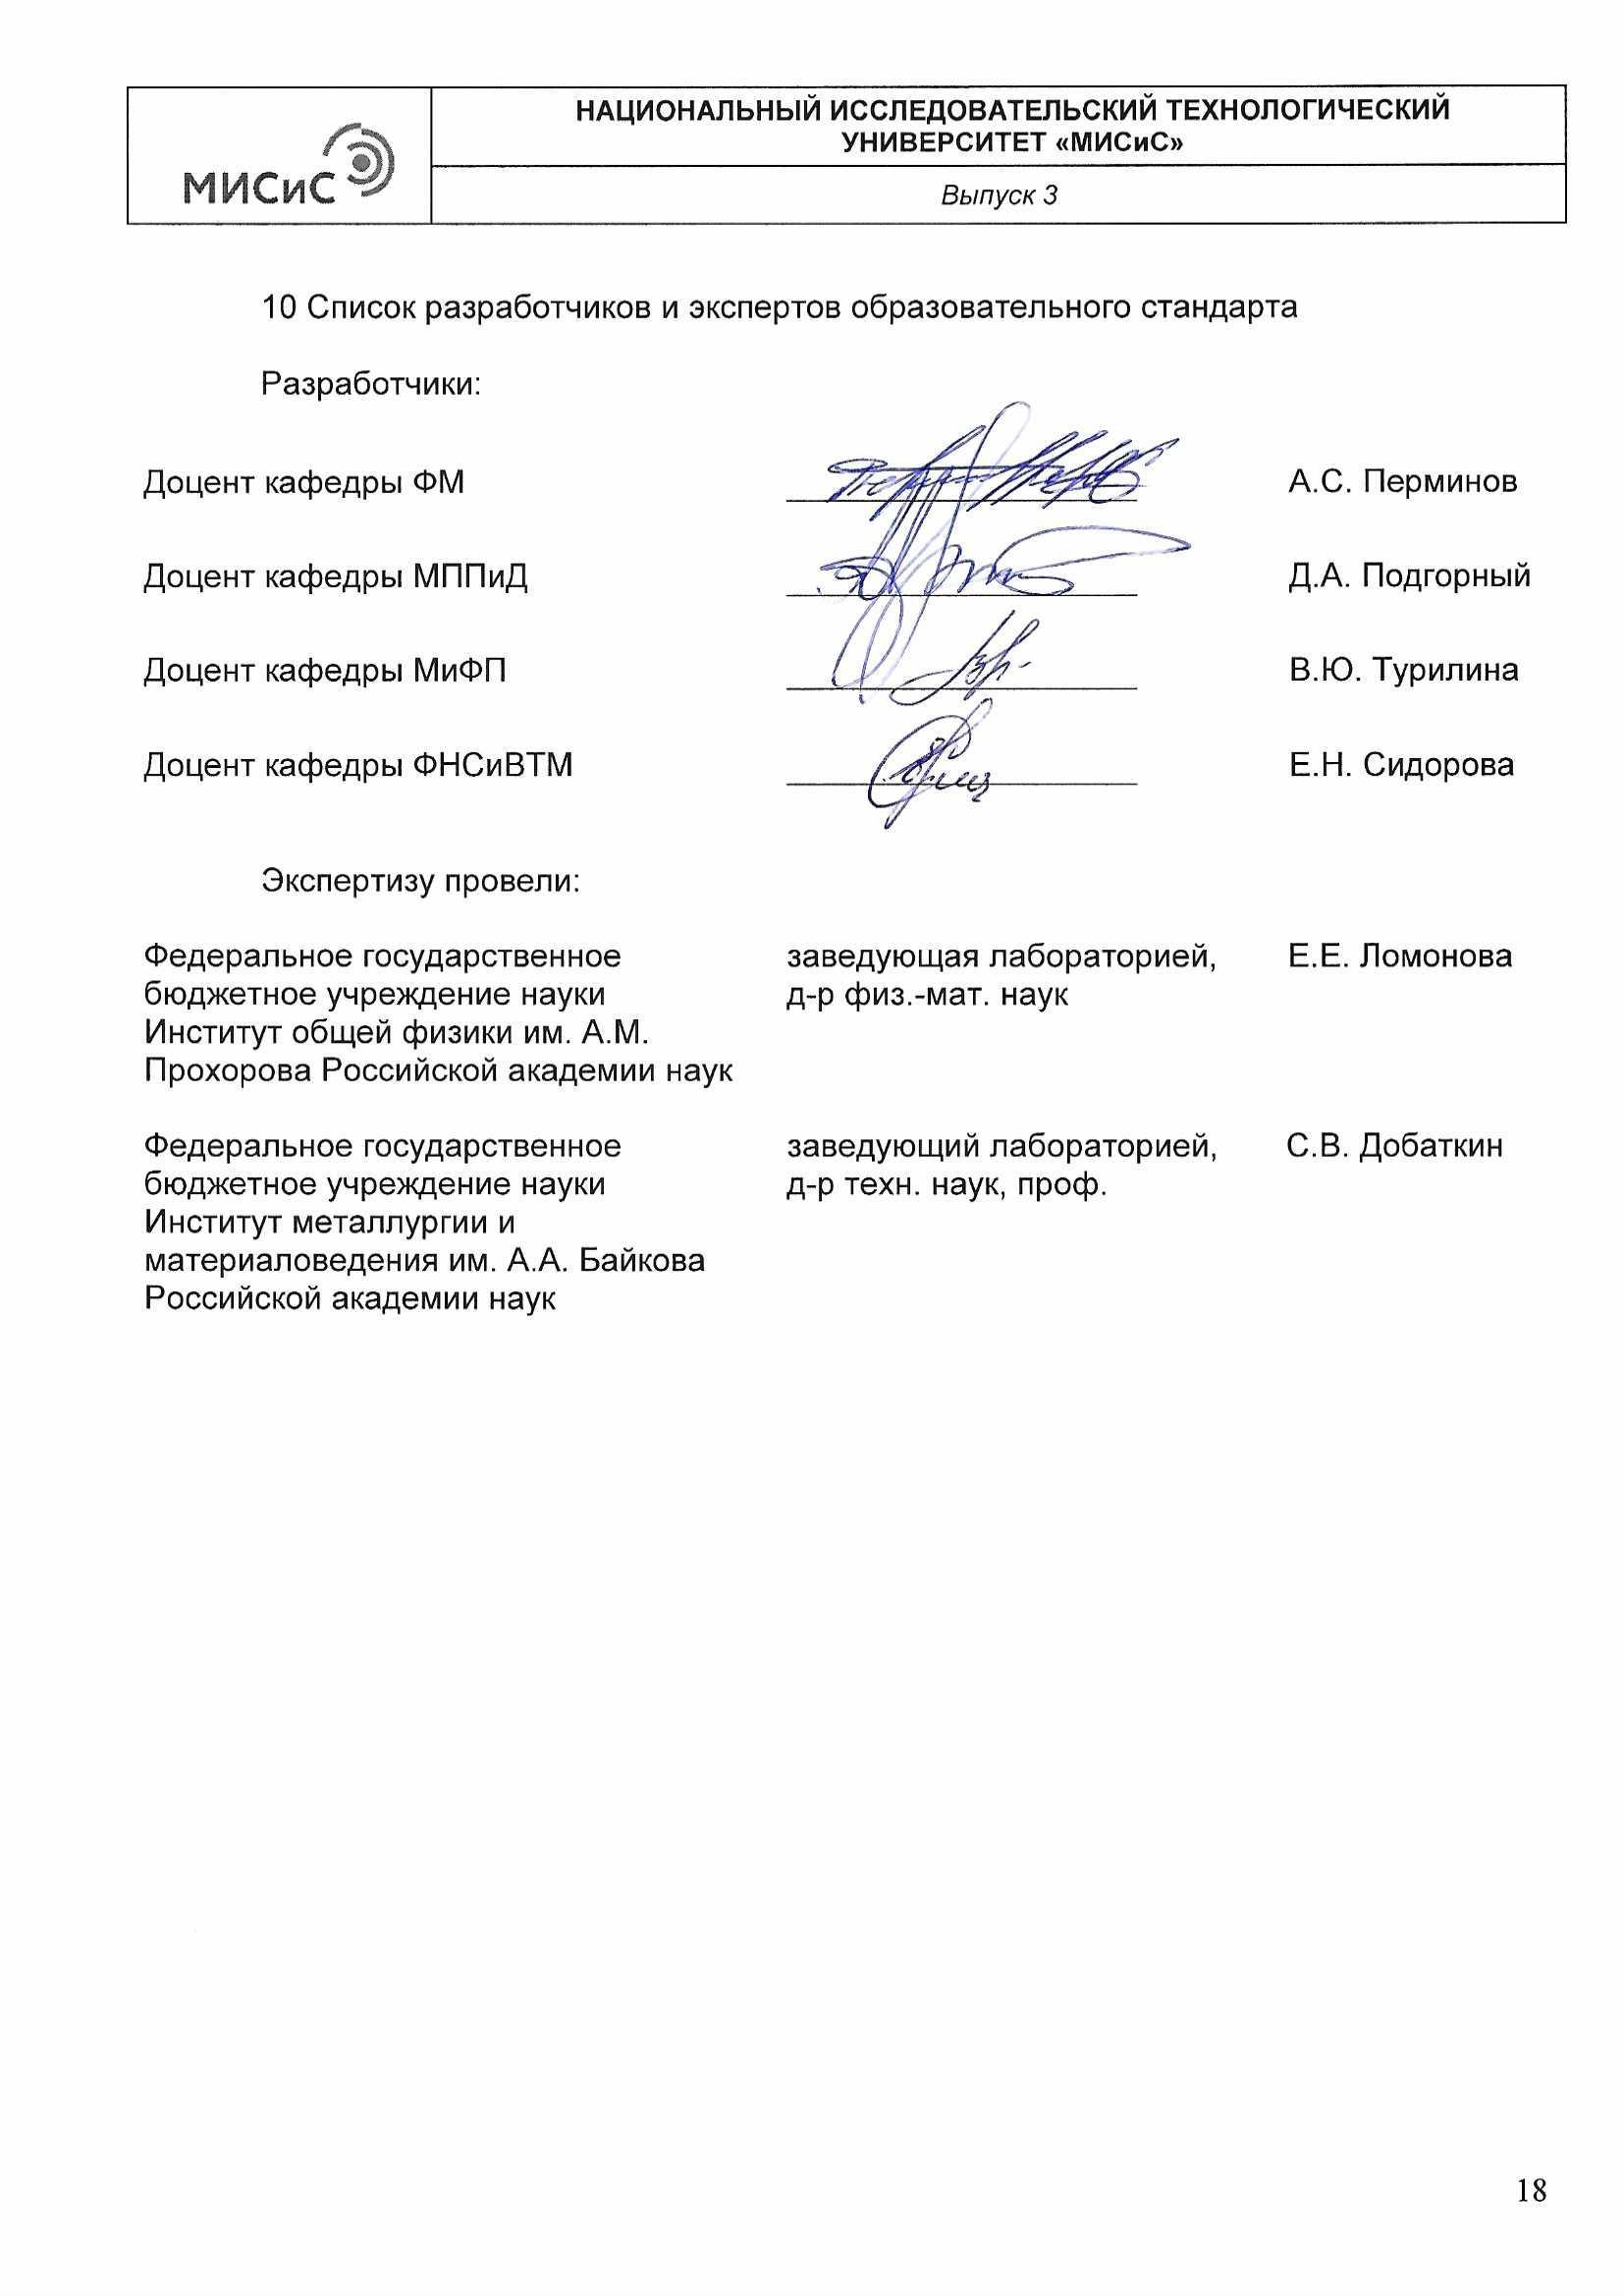 МИСиС
НАЦИОНАЛЬНЫЙ ИССЛЕДОВАТЕЛЬСКИЙ ТЕХНОЛОГИЧЕСКИЙ
УНИВЕРСИТЕТ «МИСиС»
Выпуск 3
10 Список разработчиков и экспертов образовательного стандарта
Разработчики:
Доцент кафедры ФМ А.С. Перминов
Доцент кафедры МППиД Д.А. Подгорный
Доцент кафедры МиФП В.Ю. Турилина
Доцент кафедры ФНСиВТМ Е.Н. Сидорова
Экспертизу провели:
Федеральное государственное заведующая лабораторией, Е.Е. Ломонова
бюджетное учреждение науки д-р физ.-мат. наук
Институт общей физики им. А.М.
Прохорова Российской академии наук
Федеральное государственное заведующий лабораторией, С.В. Добаткин
бюджетное учреждение науки д-р техн. наук, проф.
Институт металлургии и
материаловедения им. А.А. Байкова
Российской академии наук
18